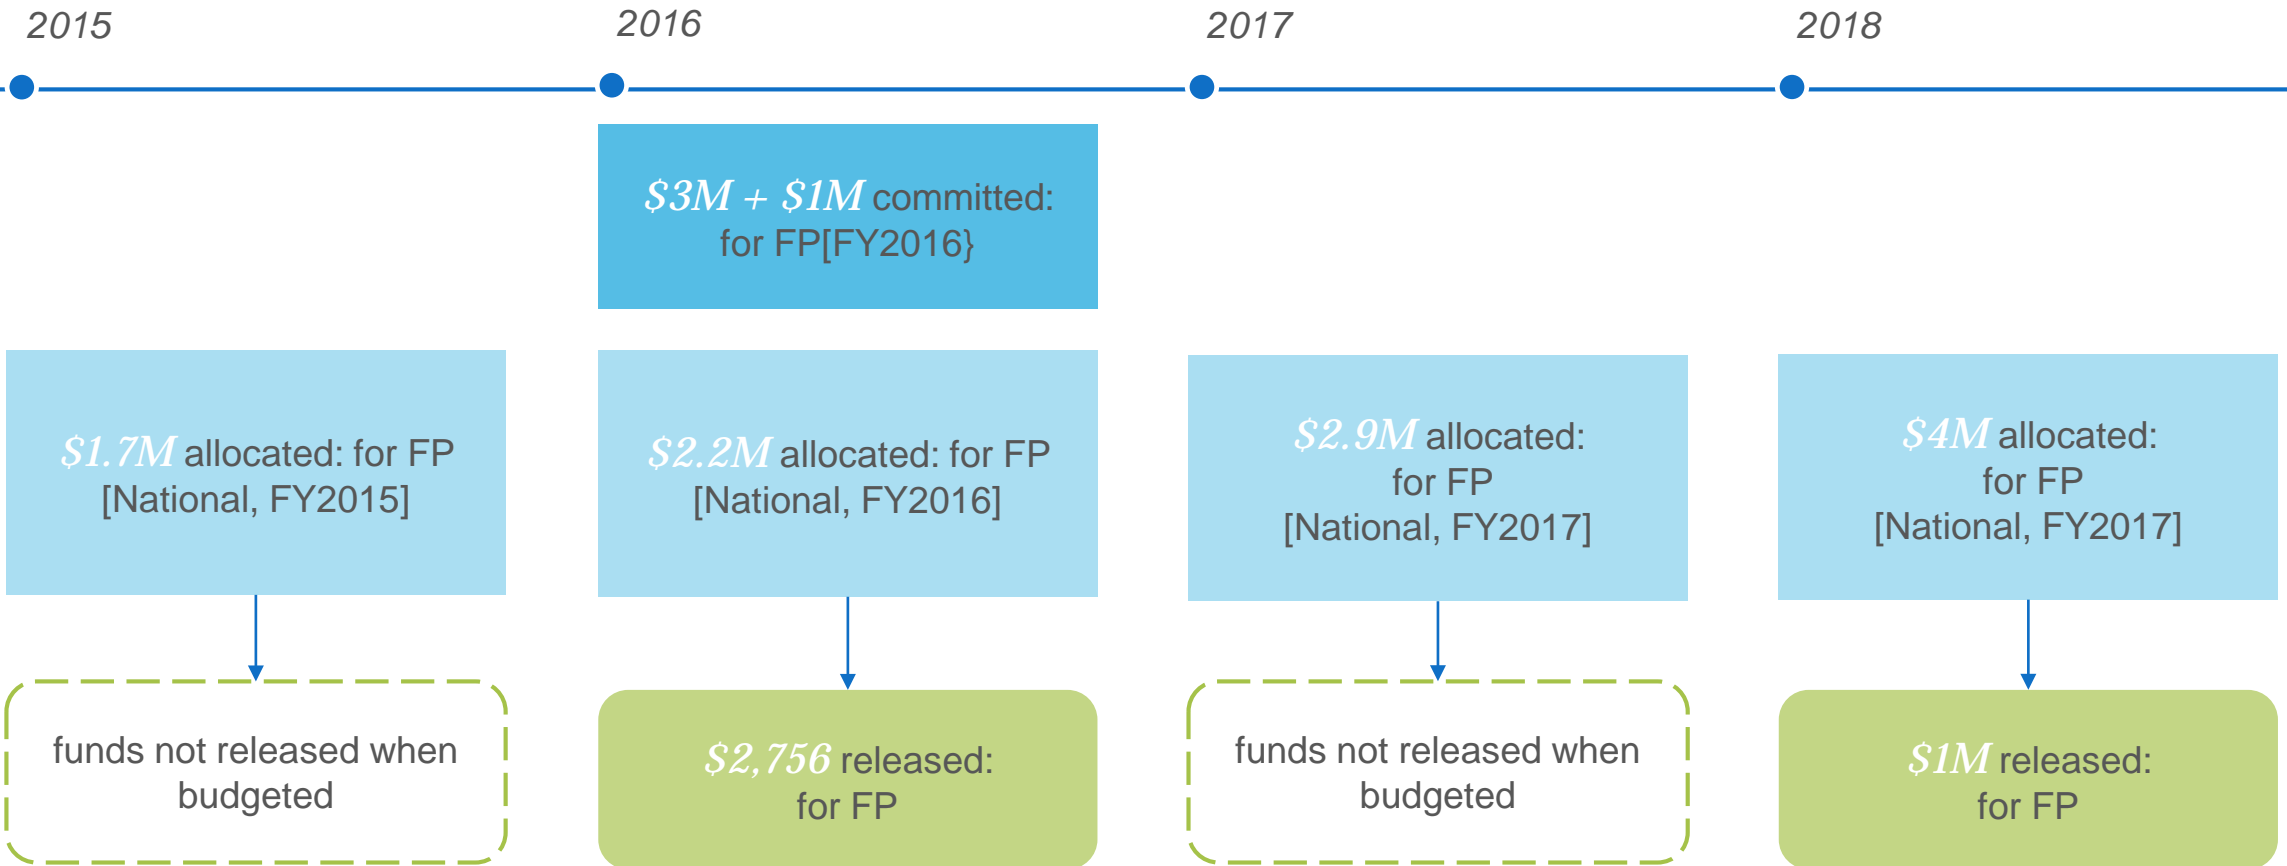 2015
2016
2017
2018
$3M + $1M committed:
for FP[FY2016}
$1.7M allocated: for FP
[National, FY2015]
$2.2M allocated: for FP
[National, FY2016]
$2.9M allocated:
for FP
[National, FY2017]
$4M allocated:
for FP
[National, FY2017]
funds not released when
budgeted
$2,756 released:
for FP
funds not released when
budgeted
$1M released:
for FP